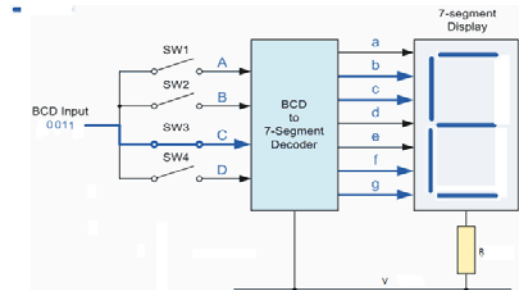 7-segment
Display
SW1
A
SW2
B
BCD Input
0011
SW3
C
SW4
D
BCD
to
7-Segment
Decoder
a
b
c
d
e
f
g
R
V